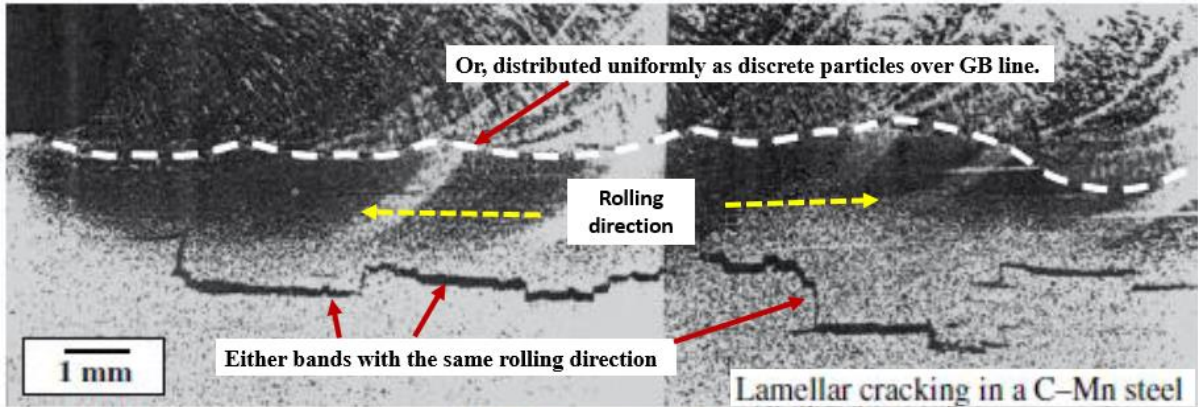 Or, distributed uniformly as discrete particles over GB line.
Rolling
direction
Either bands with the same rolling direction
1 mm
Lamellar cracking in a C–Mn steel